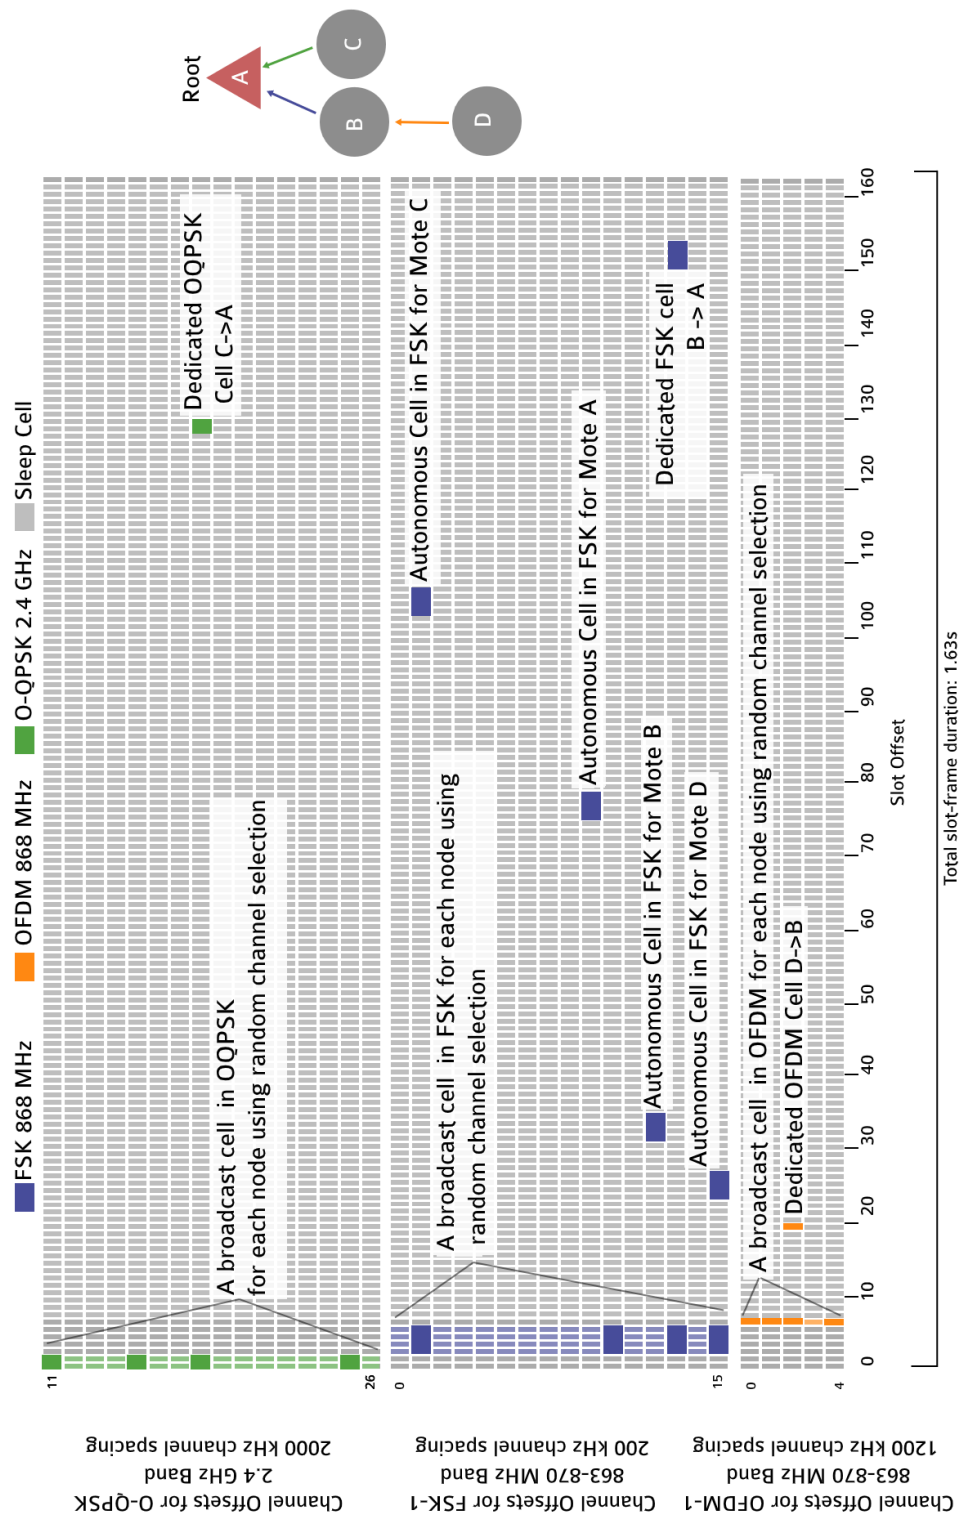 FSK 868 MHz
OFDM 868 MHz
O-QPSK 2.4 GHz
Sleep Cell
Channel Offsets for O-QPSK
2.4 GHz Band
2000 kHz channel spacing
11
26
A broadcast cell in OQPSK
for each node using random channel selection
Dedicated OQPSK
Cell C->A
Channel Offsets for FSK-1
863-870 MHz Band
200 kHz channel spacing
0
15
A broadcast cell in FSK for each node using
random channel selection
Autonomous Cell in FSK for Mote C
Autonomous Cell in FSK for Mote A
Autonomous Cell in FSK for Mote B
Autonomous Cell in FSK for Mote D
Dedicated FSK cell
B -> A
Channel Offsets for OFDM-1
863-870 MHz Band
1200 kHz channel spacing
0
4
A broadcast cell in OFDM for each node using random channel selection
Dedicated OFDM Cell D->B
0 10 20 30 40 50 60 70 80 90 100 110 120 130 140 150 160
Slot Offset
Total slot-frame duration: 1.63s
Root
A
B
C
D